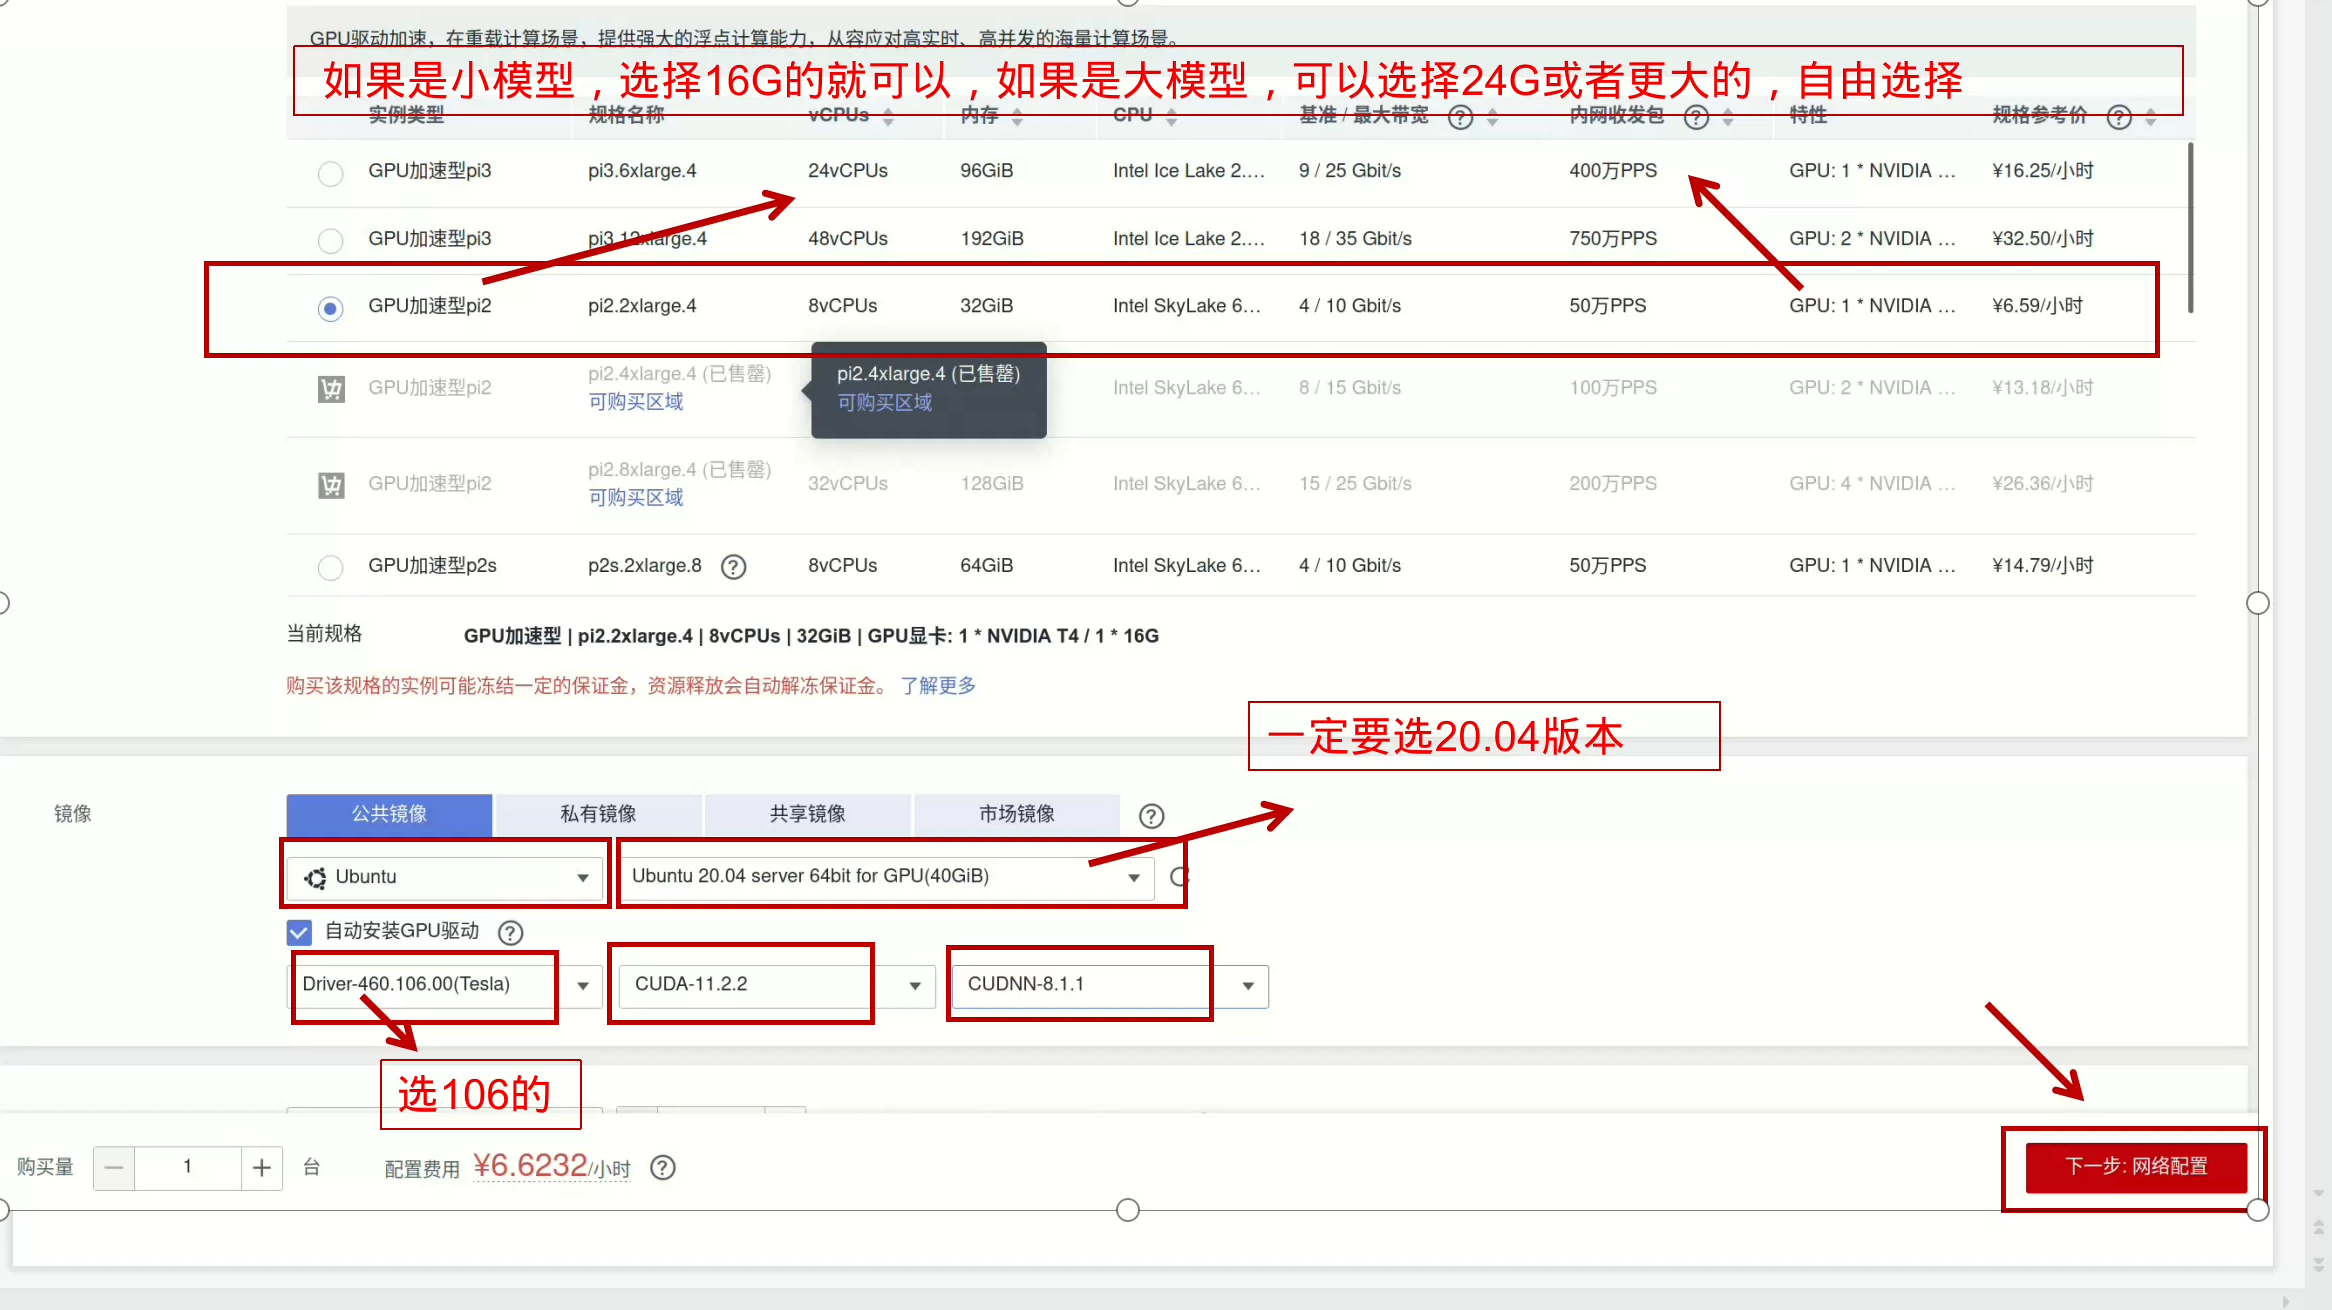 GPU驱动加速，在重载计算场景，提供强大的浮点计算能力，从容应对高实时、高并发的海量计算场景。
如果是小模型，选择16G的就可以，如果是大模型，可以选择24G或者更大的，自由选择
实例类型 规格名称 vCPUs 内存 CPU 基准 / 最大带宽 内网收发包 特性 规格参考价
GPU加速型pi3 pi3.6xlarge.4 24vCPUs 96GiB Intel Ice Lake 2.... 9 / 25 Gbit/s 400万PPS GPU: 1 * NVIDIA ... ¥16.25/小时
GPU加速型pi3 pi3.12xlarge.4 48vCPUs 192GiB Intel Ice Lake 2.... 18 / 35 Gbit/s 750万PPS GPU: 2 * NVIDIA ... ¥32.50/小时
GPU加速型pi2 pi2.2xlarge.4 8vCPUs 32GiB Intel SkyLake 6... 4 / 10 Gbit/s 50万PPS GPU: 1 * NVIDIA ... ¥6.59/小时
GPU加速型pi2 pi2.4xlarge.4 (已售罄) pi2.4xlarge.4 (已售罄) Intel SkyLake 6... 8 / 15 Gbit/s 100万PPS GPU: 2 * NVIDIA ... ¥13.18/小时
可购买区域 可购买区域
GPU加速型pi2 pi2.8xlarge.4 (已售罄) 32vCPUs 128GiB Intel SkyLake 6... 15 / 25 Gbit/s 200万PPS GPU: 4 * NVIDIA ... ¥26.36/小时
可购买区域
GPU加速型p2s p2s.2xlarge.8 8vCPUs 64GiB Intel SkyLake 6... 4 / 10 Gbit/s 50万PPS GPU: 1 * NVIDIA ... ¥14.79/小时
当前规格 GPU加速型 | pi2.2xlarge.4 | 8vCPUs | 32GiB | GPU显卡: 1 * NVIDIA T4 / 1 * 16G
购买该规格的实例可能冻结一定的保证金，资源释放会自动解冻保证金。 了解更多
一定要选20.04版本
镜像 公共镜像 私有镜像 共享镜像 市场镜像
Ubuntu Ubuntu 20.04 server 64bit for GPU(40GiB)
自动安装GPU驱动
Driver-460.106.00(Tesla) CUDA-11.2.2 CUDNN-8.1.1
选106的
购买量 1 台 配置费用 ¥6.6232/小时 下一步: 网络配置